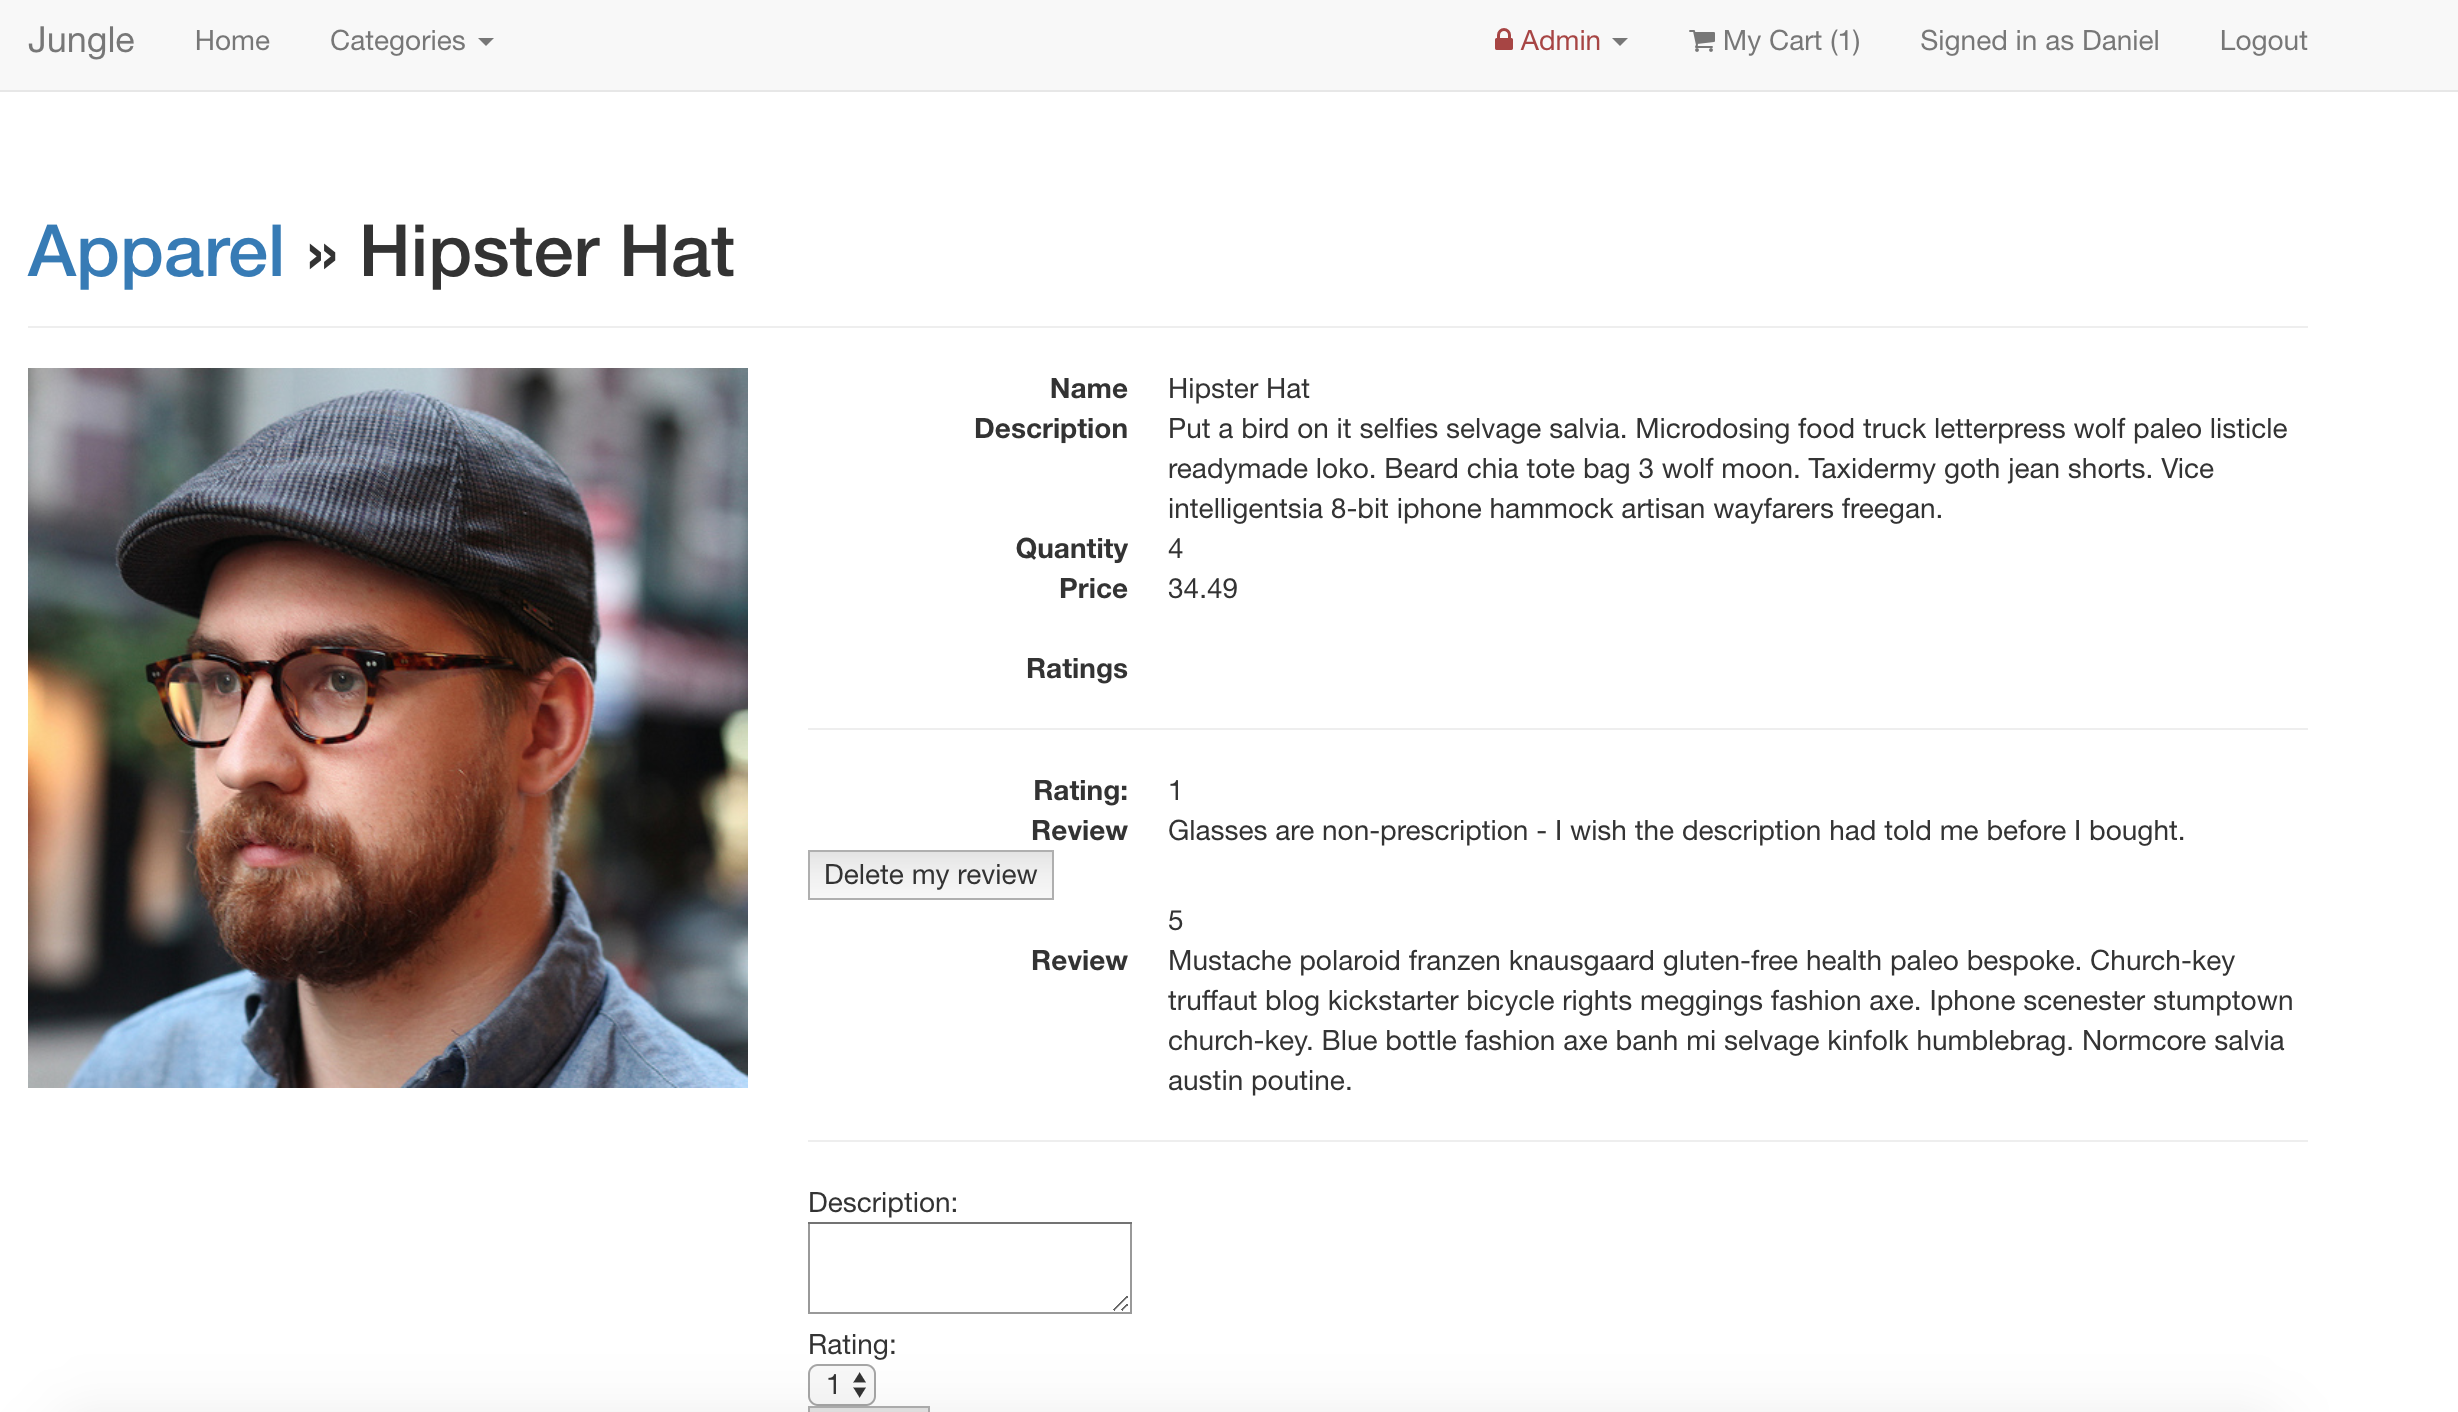 Jungle Home Categories Admin My Cart (1) Signed in as Daniel Logout
Apparel » Hipster Hat
Name Hipster Hat
Description Put a bird on it selfies selvage salvia. Microdosing food truck letterpress wolf paleo listicle
readymade loko. Beard chia tote bag 3 wolf moon. Taxidermy goth jean shorts. Vice
intelligentsia 8-bit iphone hammock artisan wayfarers freegan.
Quantity 4
Price 34.49
Ratings
Rating: 1
Review Glasses are non-prescription - I wish the description had told me before I bought.
Delete my review
5
Review Mustache polaroid franzen knausgaard gluten-free health paleo bespoke. Church-key
truffaut blog kickstarter bicycle rights meggings fashion axe. Iphone scenester stumptown
church-key. Blue bottle fashion axe banh mi selvage kinfolk humblebrag. Normcore salvia
austin poutine.
Description:
Rating:
1